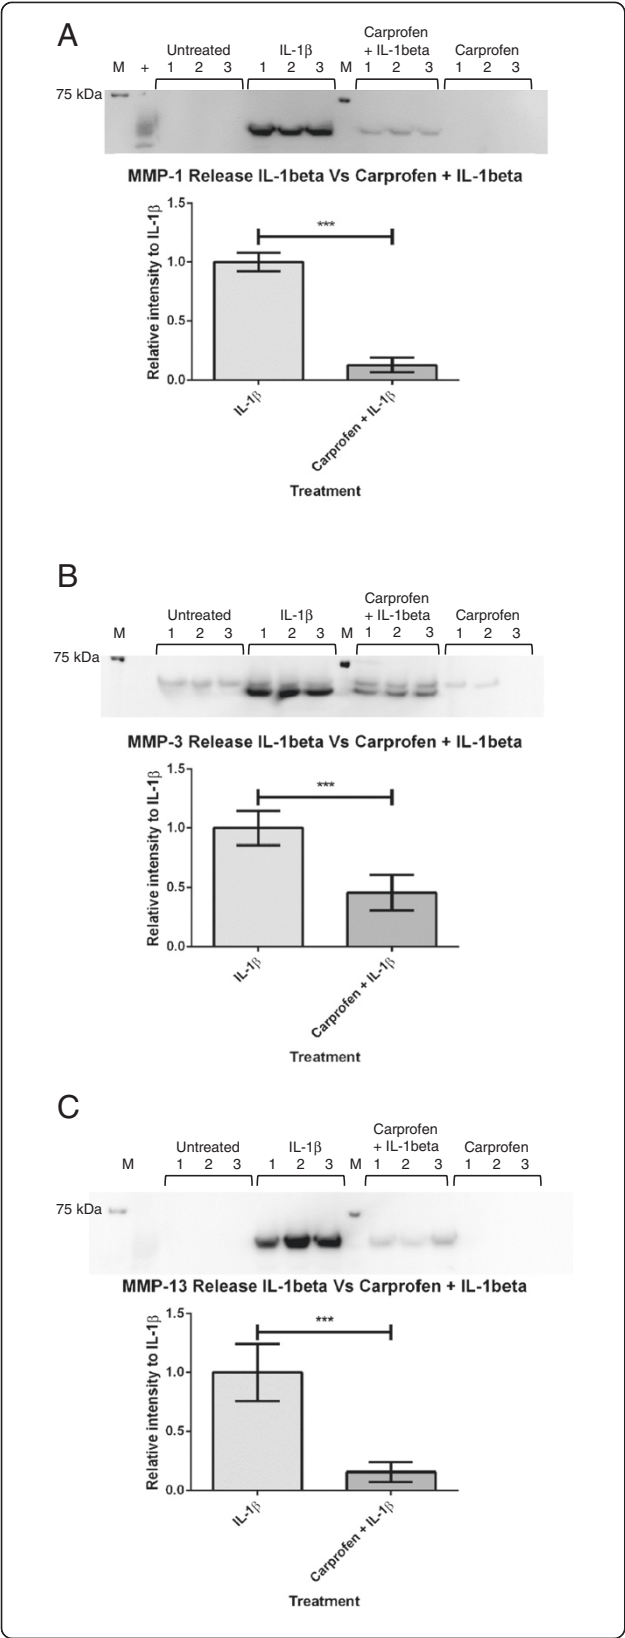 A
Carprofen
Untreated IL-1β + IL-1beta Carprofen
M + 1 2 3 1 2 3 M 1 2 3 1 2 3
75 kDa
MMP-1 Release IL-1beta Vs Carprofen + IL-1beta
Relative intensity to IL-1β
1.5
***
1.0
0.5
0.0
IL-1β
Carprofen + IL-1β
Treatment
B
Carprofen
Untreated IL-1β + IL-1beta Carprofen
M 1 2 3 1 2 3 M 1 2 3 1 2 3
75 kDa
MMP-3 Release IL-1beta Vs Carprofen + IL-1beta
Relative intensity to IL-1β
1.5
***
1.0
0.5
0.0
IL-1β
Carprofen + IL-1β
Treatment
C
Carprofen
Untreated IL-1β + IL-1beta Carprofen
M 1 2 3 1 2 3 M 1 2 3 1 2 3
75 kDa
MMP-13 Release IL-1beta Vs Carprofen + IL-1beta
Relative intensity to IL-1β
1.5
***
1.0
0.5
0.0
IL-1β
Carprofen + IL-1β
Treatment